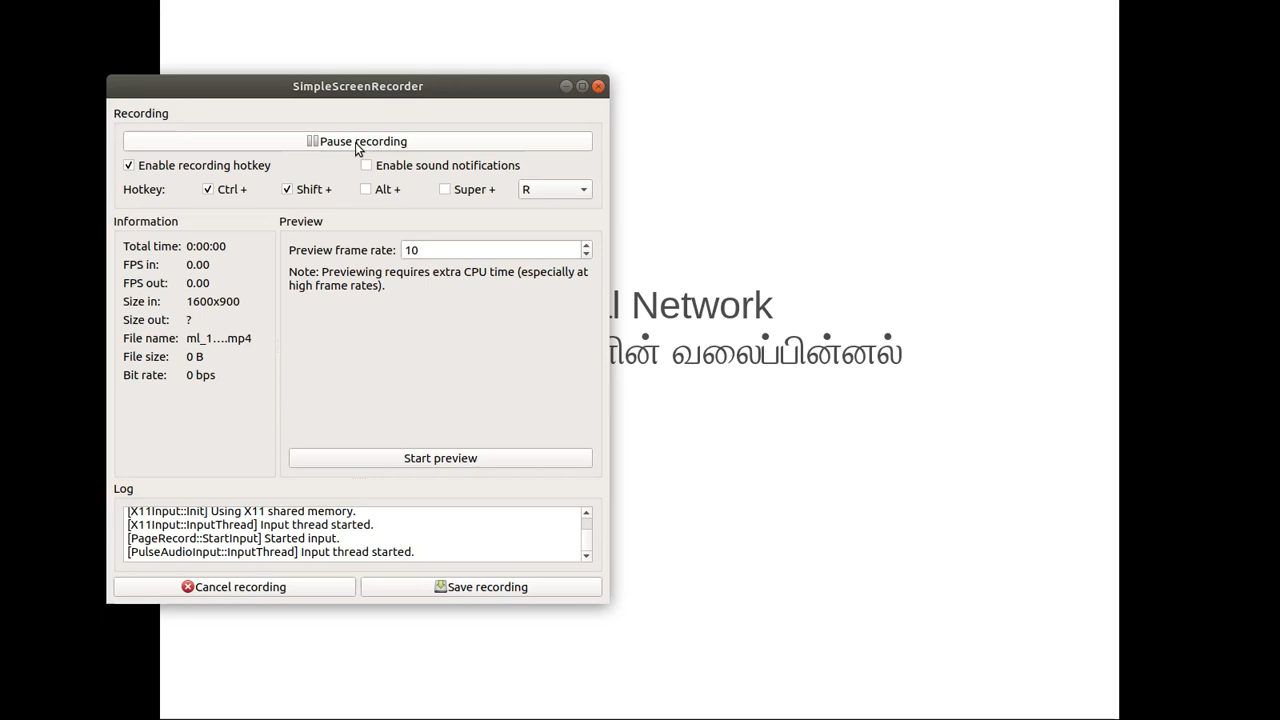 SimpleScreenRecorder
Recording
Pause recording
Enable recording hotkey
Enable sound notifications
Hotkey: Ctrl + Shift + Alt + Super + R
Information
Preview
Total time: 0:00:00
FPS in: 0.00
FPS out: 0.00
Size in: 1600x900
Size out: ?
File name: ml_1....mp4
File size: 0 B
Bit rate: 0 bps
Preview frame rate: 10
Note: Previewing requires extra CPU time (especially at
high frame rates).
Start preview
Network
வலைப்பின்னல்
Log
[X11Input::Init] Using X11 shared memory.
[X11Input::InputThread] Input thread started.
[PageRecord::StartInput] Started input.
[PulseAudioInput::InputThread] Input thread started.
Cancel recording
Save recording